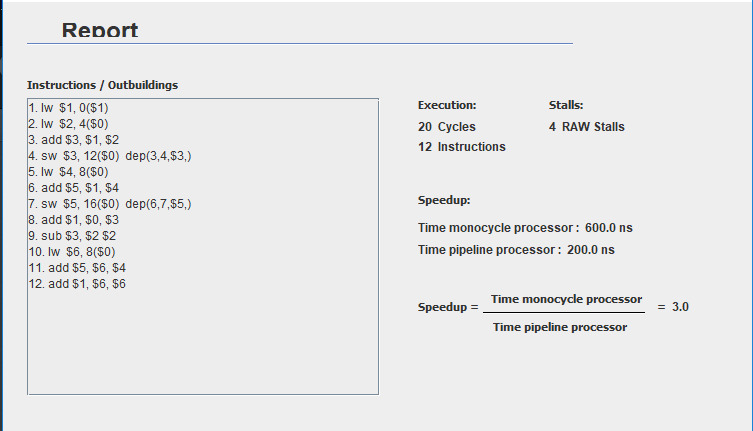 Report
Instructions / Outbuildings
1. lw $1, 0($1)
2. lw $2, 4($0)
3. add $3, $1, $2
4. sw $3, 12($0) dep(3,4,$3,)
5. lw $4, 8($0)
6. add $5, $1, $4
7. sw $5, 16($0) dep(6,7,$5,)
8. add $1, $0, $3
9. sub $3, $2 $2
10. lw $6, 8($0)
11. add $5, $6, $4
12. add $1, $6, $6
Execution:
20 Cycles
12 Instructions
Stalls:
4 RAW Stalls
Speedup:
Time monocycle processor : 600.0 ns
Time pipeline processor : 200.0 ns
Speedup = Time monocycle processor = 3.0
Time pipeline processor